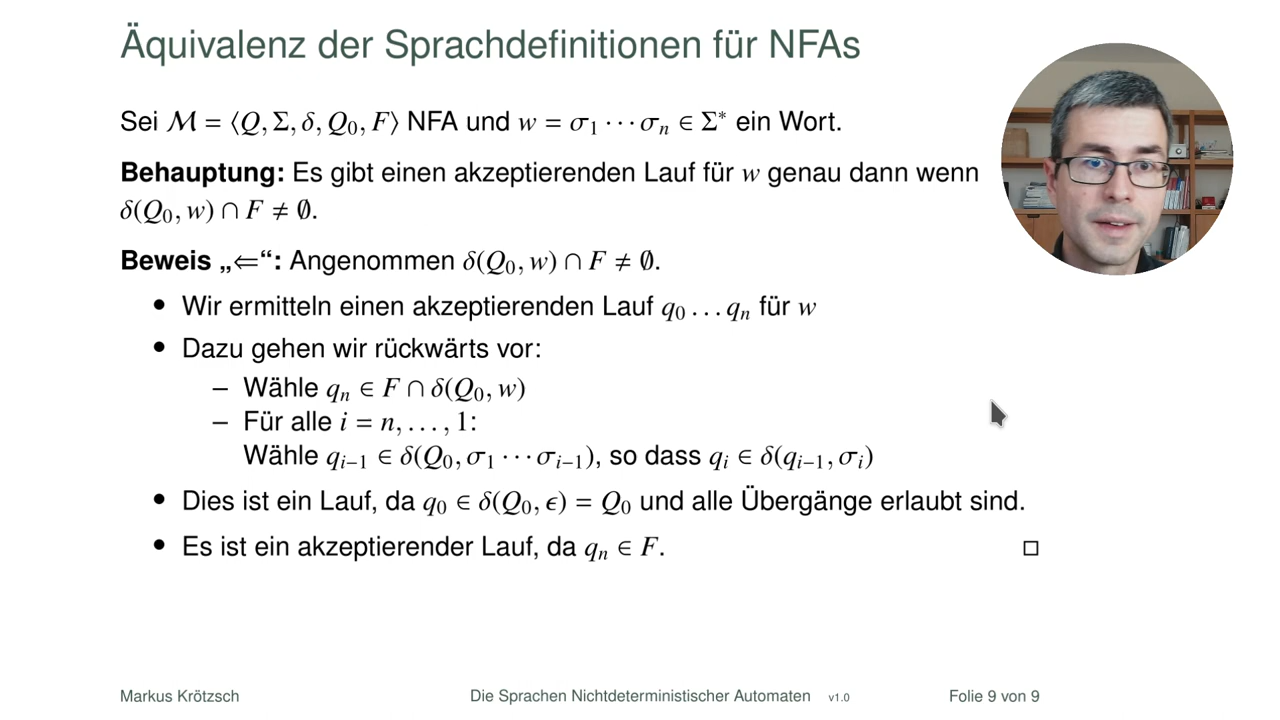 Äquivalenz der Sprachdefinitionen für NFAs
Sei ℳ = ⟨Q, Σ, δ, Q₀, F⟩ NFA und w = σ₁ ⋯ σₙ ∈ Σ* ein Wort.
Behauptung: Es gibt einen akzeptierenden Lauf für w genau dann wenn
δ(Q₀, w) ∩ F ≠ ∅.
Beweis „⇐“: Angenommen δ(Q₀, w) ∩ F ≠ ∅.
• Wir ermitteln einen akzeptierenden Lauf q₀ … qₙ für w
• Dazu gehen wir rückwärts vor:
– Wähle qₙ ∈ F ∩ δ(Q₀, w)
– Für alle i = n, …, 1:
Wähle qᵢ₋₁ ∈ δ(Q₀, σ₁ ⋯ σᵢ₋₁), so dass qᵢ ∈ δ(qᵢ₋₁, σᵢ)
• Dies ist ein Lauf, da q₀ ∈ δ(Q₀, ϵ) = Q₀ und alle Übergänge erlaubt sind.
• Es ist ein akzeptierender Lauf, da qₙ ∈ F. □
Markus Krötzsch Die Sprachen Nichtdeterministischer Automaten v1.0 Folie 9 von 9